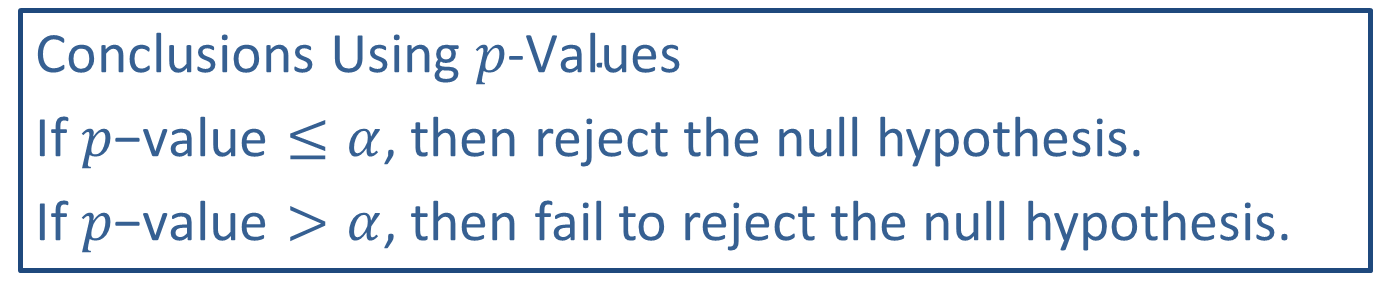 Conclusions Using p-Values
If p−value ≤ α, then reject the null hypothesis.
If p−value > α, then fail to reject the null hypothesis.